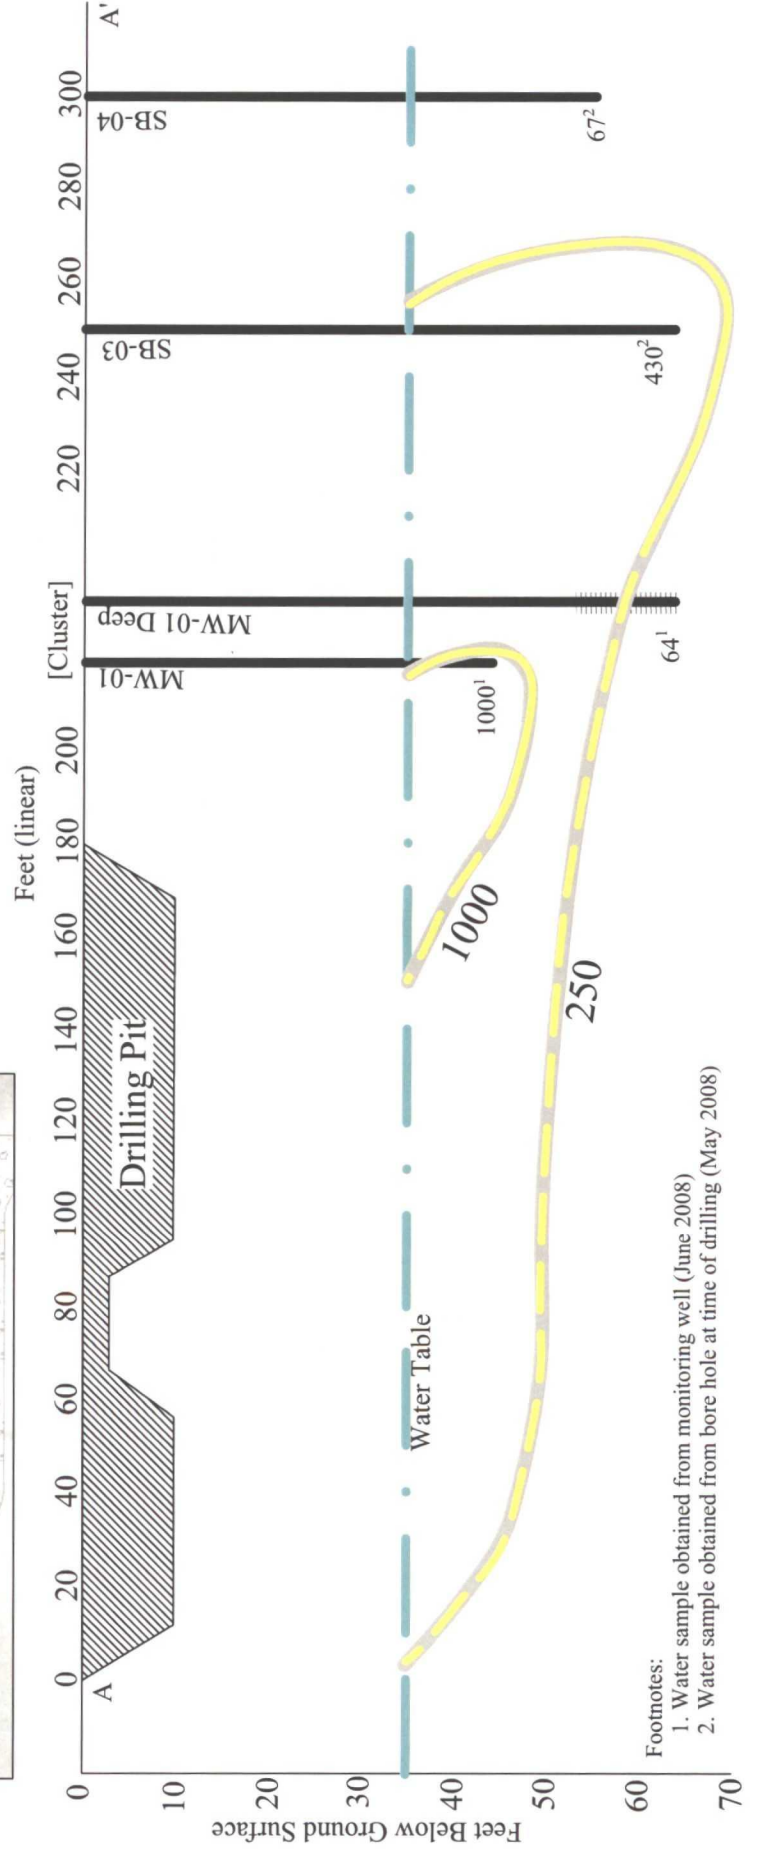 Feet (linear)
0 20 40 60 80 100 120 140 160 180 200 [Cluster] 220 240 260 280 300
A
A'
Drilling Pit
MW-01
MW-01 Deep
SB-03
SB-04
0
10
20
30
40
50
60
70
Feet Below Ground Surface
Water Table
1000
250
1000¹
64¹
430²
67²
Footnotes:
1. Water sample obtained from monitoring well (June 2008)
2. Water sample obtained from bore hole at time of drilling (May 2008)